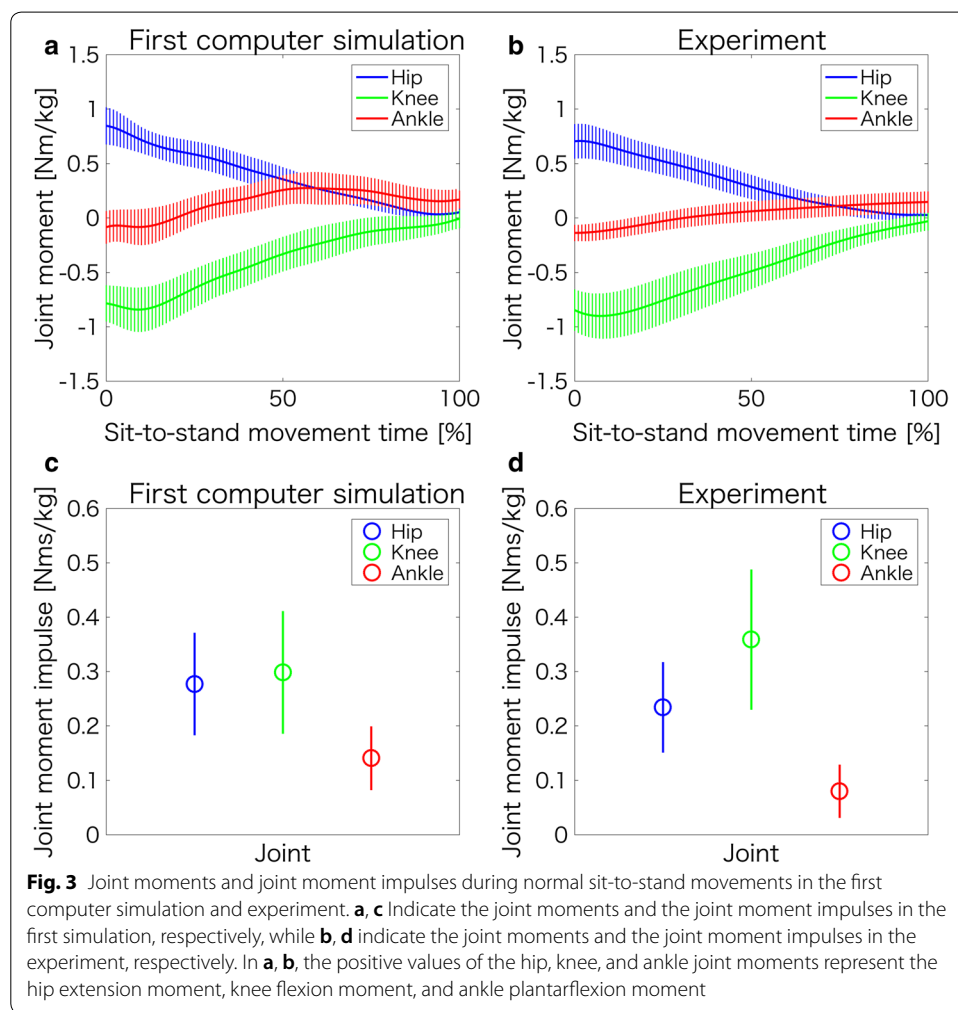 a First computer simulation
b Experiment
1.5
1
0.5
0
-0.5
-1
-1.5
Joint moment [Nm/kg]
Hip
Knee
Ankle
0 50 100
Sit-to-stand movement time [%]
1.5
1
0.5
0
-0.5
-1
-1.5
Joint moment [Nm/kg]
Hip
Knee
Ankle
0 50 100
Sit-to-stand movement time [%]
c First computer simulation
d Experiment
0.6
0.5
0.4
0.3
0.2
0.1
0
Joint moment impulse [Nms/kg]
Hip
Knee
Ankle
Joint
0.6
0.5
0.4
0.3
0.2
0.1
0
Joint moment impulse [Nms/kg]
Hip
Knee
Ankle
Joint
Fig. 3 Joint moments and joint moment impulses during normal sit-to-stand movements in the first
computer simulation and experiment. a, c Indicate the joint moments and the joint moment impulses in the
first simulation, respectively, while b, d indicate the joint moments and the joint moment impulses in the
experiment, respectively. In a, b, the positive values of the hip, knee, and ankle joint moments represent the
hip extension moment, knee flexion moment, and ankle plantarflexion moment